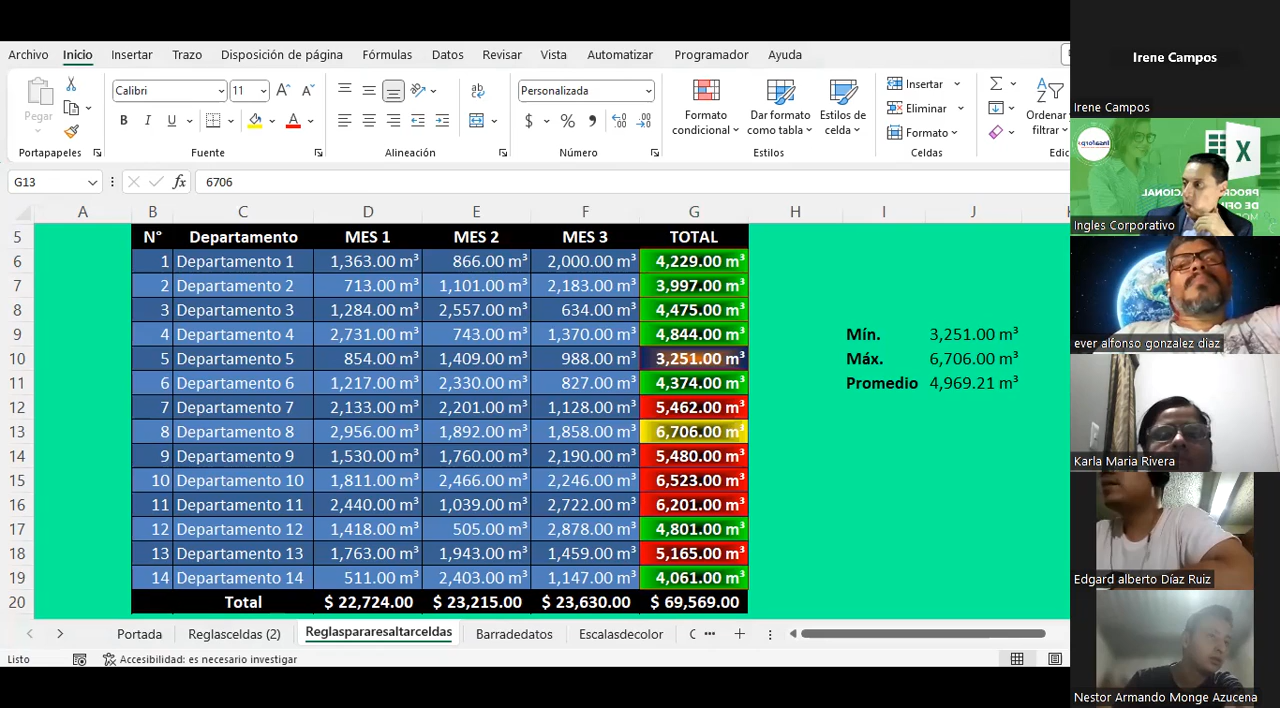 Archivo Inicio Insertar Trazo Disposición de página Fórmulas Datos Revisar Vista Automatizar Programador Ayuda
Calibri 11 Personalizada
Pegar
N K S A $ % 
Formato condicional Dar formato como tabla Estilos de celda
Insertar
Eliminar
Formato
Ordenar
filtrar
Portapapeles Fuente Alineación Número Estilos Celdas
G13 fx 6706
A B C D E F G H I J
5 N° Departamento MES 1 MES 2 MES 3 TOTAL
6 1 Departamento 1 1,363.00 m³ 866.00 m³ 2,000.00 m³ 4,229.00 m³
7 2 Departamento 2 713.00 m³ 1,101.00 m³ 2,183.00 m³ 3,997.00 m³
8 3 Departamento 3 1,284.00 m³ 2,557.00 m³ 634.00 m³ 4,475.00 m³
9 4 Departamento 4 2,731.00 m³ 743.00 m³ 1,370.00 m³ 4,844.00 m³ Mín. 3,251.00 m³
10 5 Departamento 5 854.00 m³ 1,409.00 m³ 988.00 m³ 3,251.00 m³ Máx. 6,706.00 m³
11 6 Departamento 6 1,217.00 m³ 2,330.00 m³ 827.00 m³ 4,374.00 m³ Promedio 4,969.21 m³
12 7 Departamento 7 2,133.00 m³ 2,201.00 m³ 1,128.00 m³ 5,462.00 m³
13 8 Departamento 8 2,956.00 m³ 1,892.00 m³ 1,858.00 m³ 6,706.00 m³
14 9 Departamento 9 1,530.00 m³ 1,760.00 m³ 2,190.00 m³ 5,480.00 m³
15 10 Departamento 10 1,811.00 m³ 2,466.00 m³ 2,246.00 m³ 6,523.00 m³
16 11 Departamento 11 2,440.00 m³ 1,039.00 m³ 2,722.00 m³ 6,201.00 m³
17 12 Departamento 12 1,418.00 m³ 505.00 m³ 2,878.00 m³ 4,801.00 m³
18 13 Departamento 13 1,763.00 m³ 1,943.00 m³ 1,459.00 m³ 5,165.00 m³
19 14 Departamento 14 511.00 m³ 2,403.00 m³ 1,147.00 m³ 4,061.00 m³
20 Total $ 22,724.00 $ 23,215.00 $ 23,630.00 $ 69,569.00
Portada Reglasceldas (2) Reglaspararesaltarceldas Barradedatos Escalasdecolor
Listo Accesibilidad: es necesario investigar
Irene Campos
Irene Campos
Ingles Corporativo
ever alfonso gonzalez diaz
Karla Maria Rivera
Edgard alberto Díaz Ruiz
Nestor Armando Monge Azucena